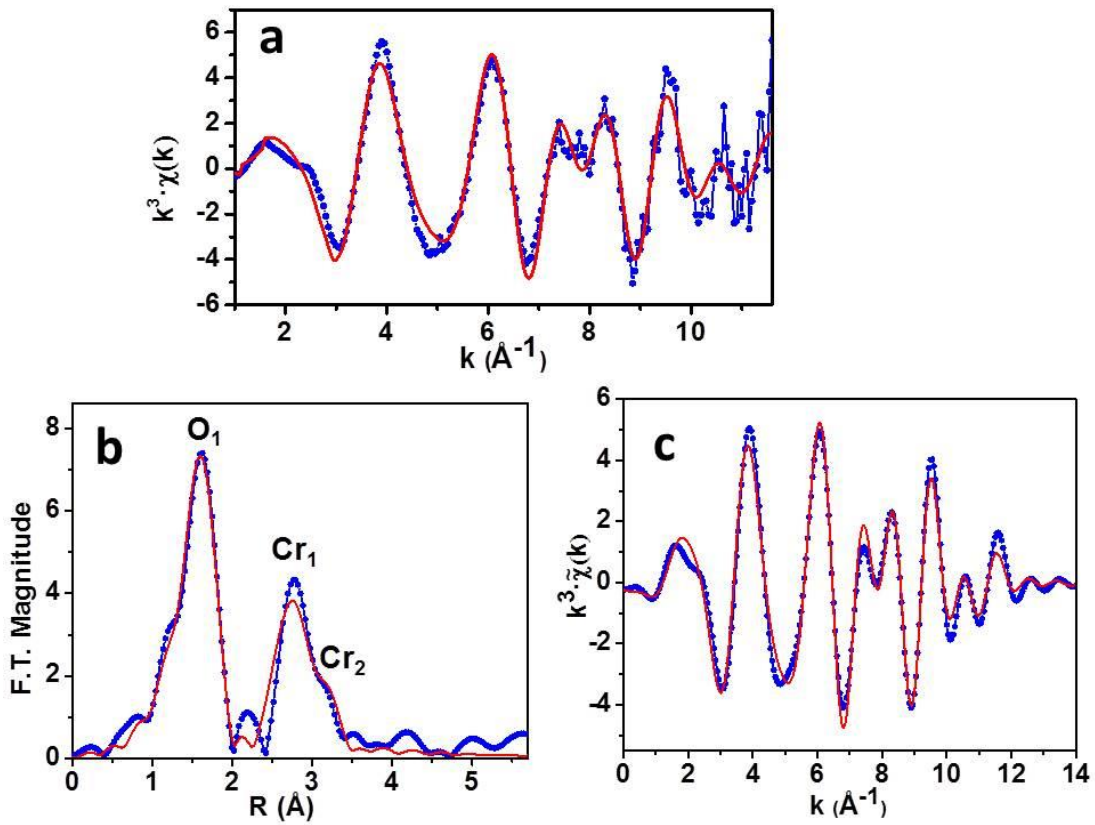 a
6
4
2
0
-2
-4
-6
k³·χ(k)
2 4 6 8 10
k (Å⁻¹)
b
8
6
4
2
0
F.T. Magnitude
O₁
Cr₁
Cr₂
0 1 2 3 4 5
R (Å)
c
6
4
2
0
-2
-4
k³·χ̃(k)
0 2 4 6 8 10 12 14
k (Å⁻¹)